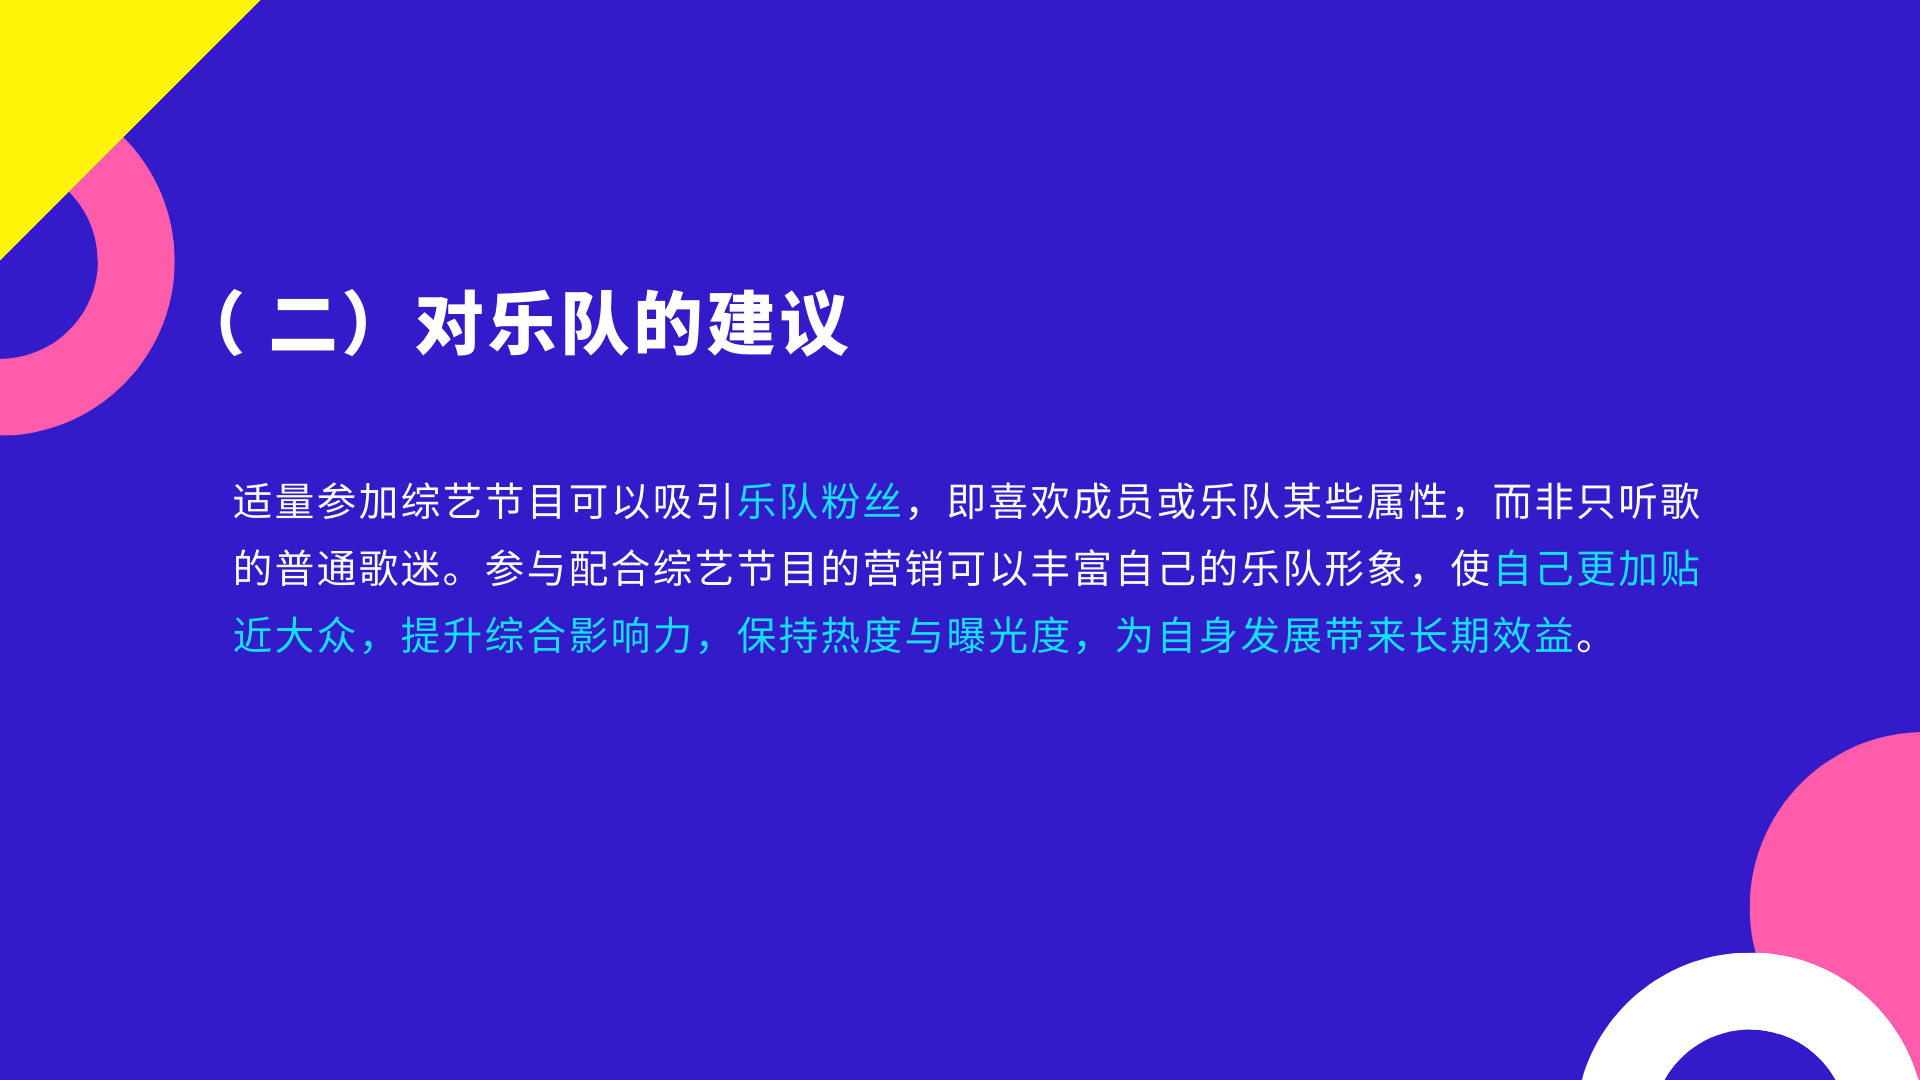 （二）对乐队的建议
适量参加综艺节目可以吸引乐队粉丝，即喜欢成员或乐队某些属性，而非只听歌
的普通歌迷。参与配合综艺节目的营销可以丰富自己的乐队形象，使自己更加贴
近大众，提升综合影响力，保持热度与曝光度，为自身发展带来长期效益。